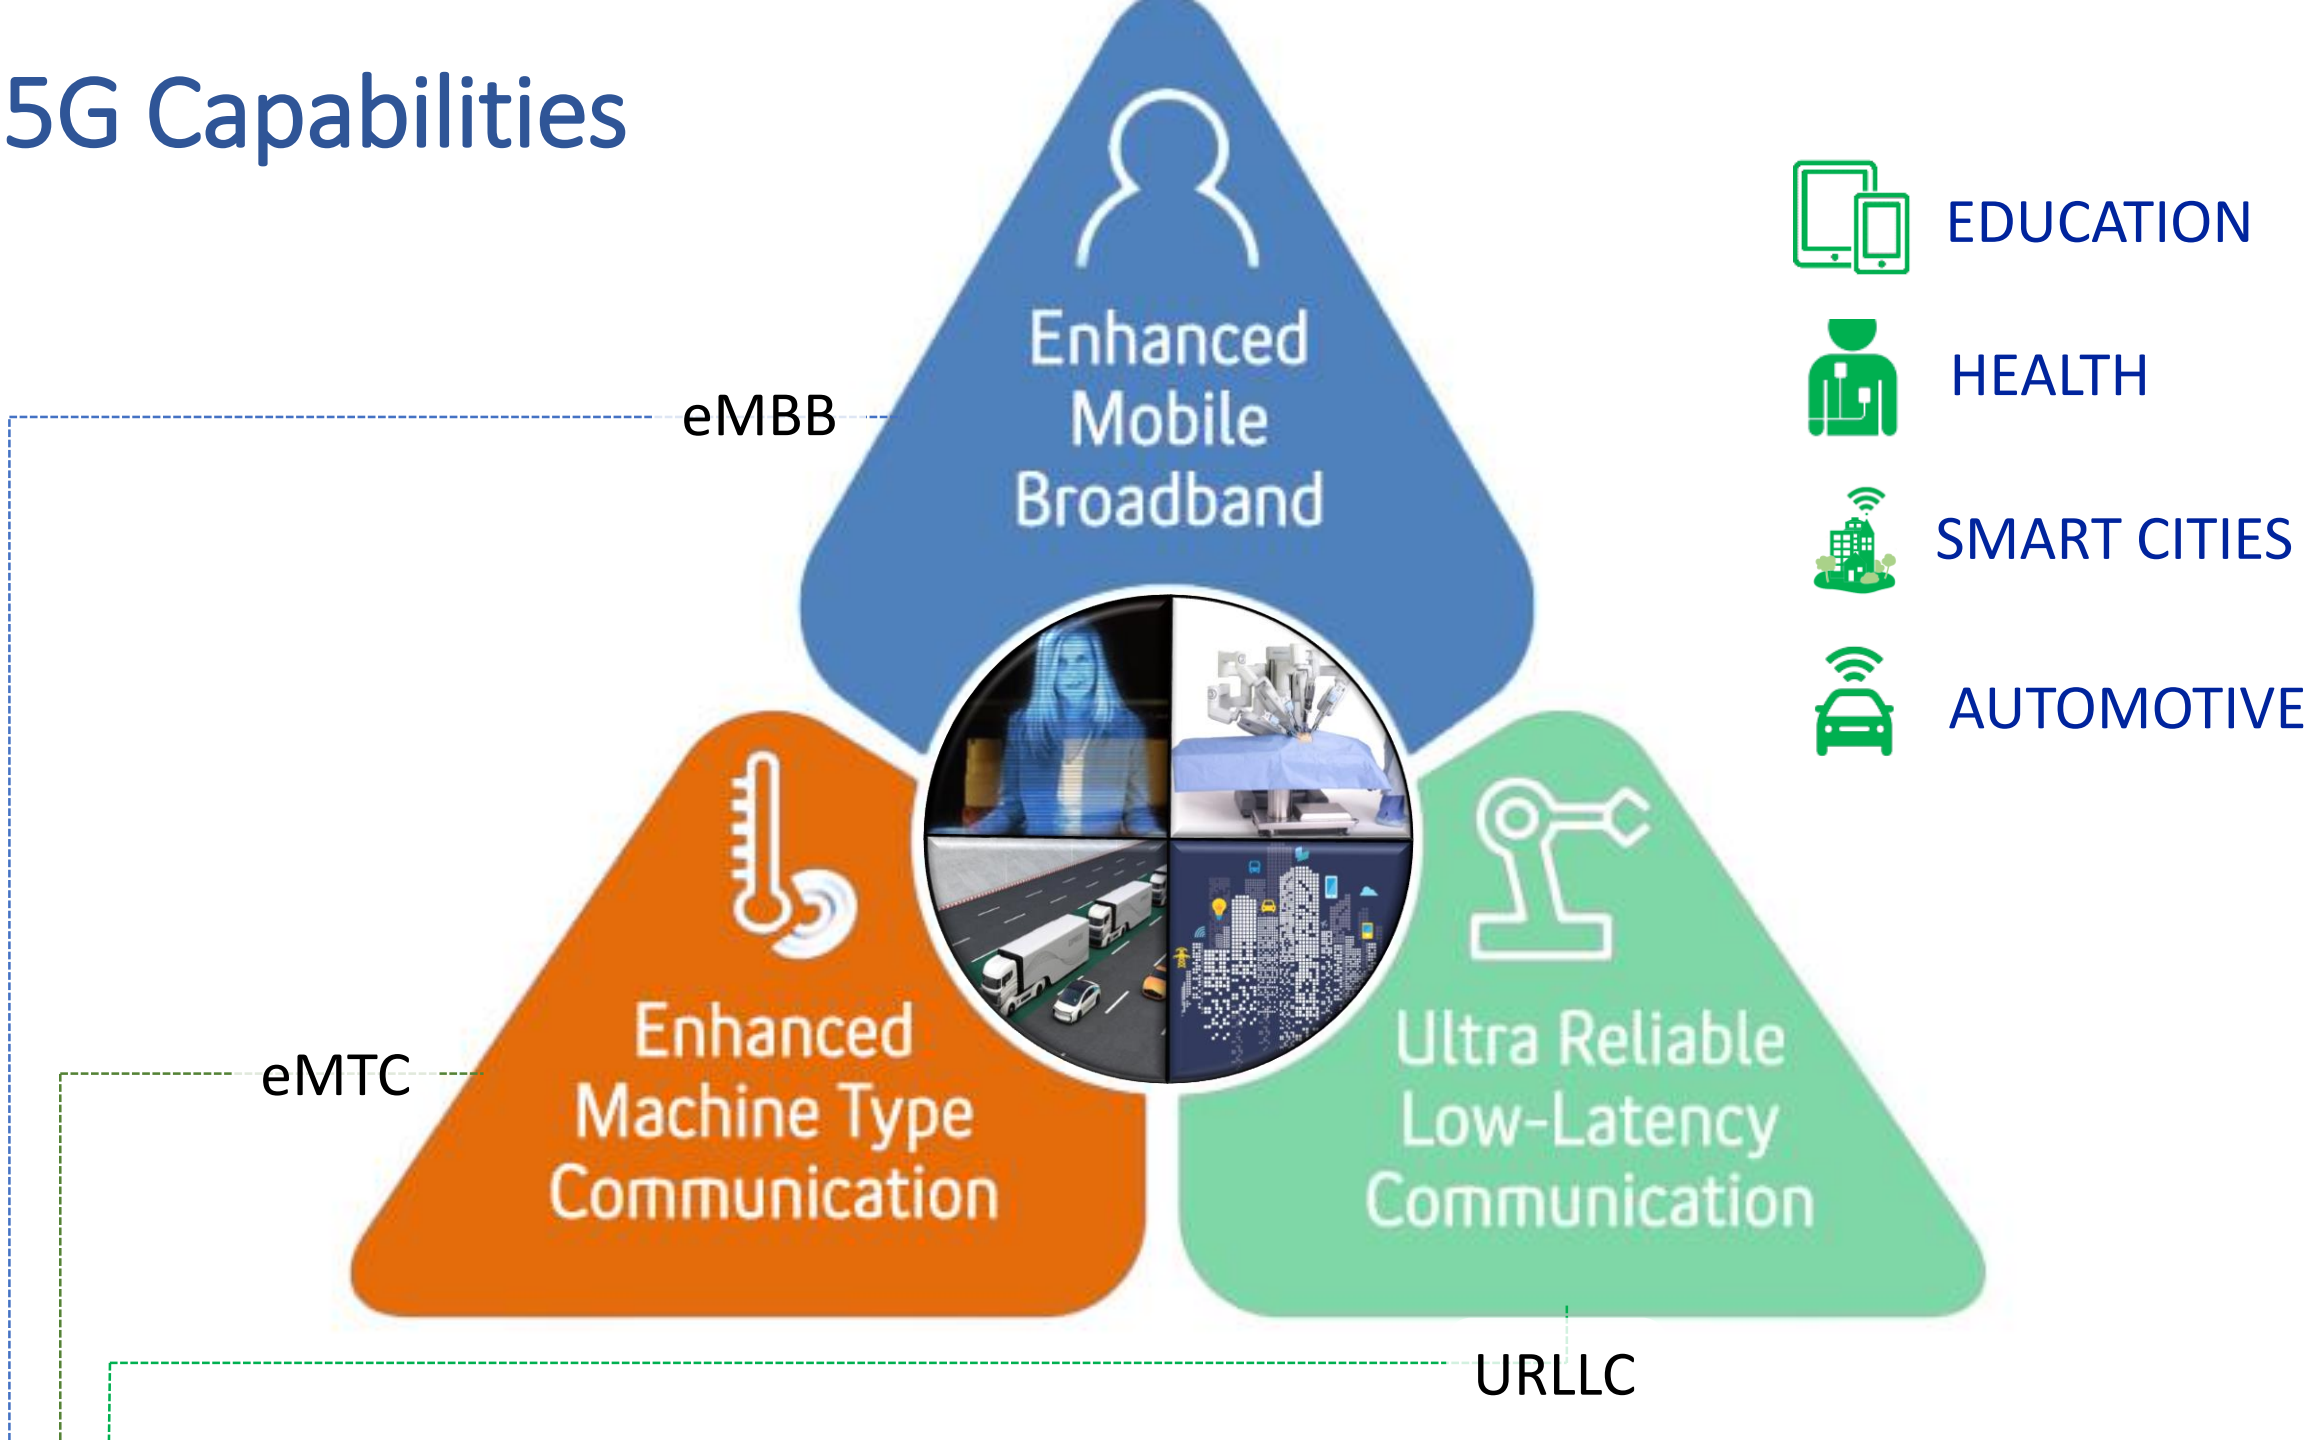 5G Capabilities
Enhanced
Mobile
Broadband
eMBB
EDUCATION
HEALTH
SMART CITIES
AUTOMOTIVE
Enhanced
Machine Type
Communication
eMTC
Ultra Reliable
Low-Latency
Communication
URLLC